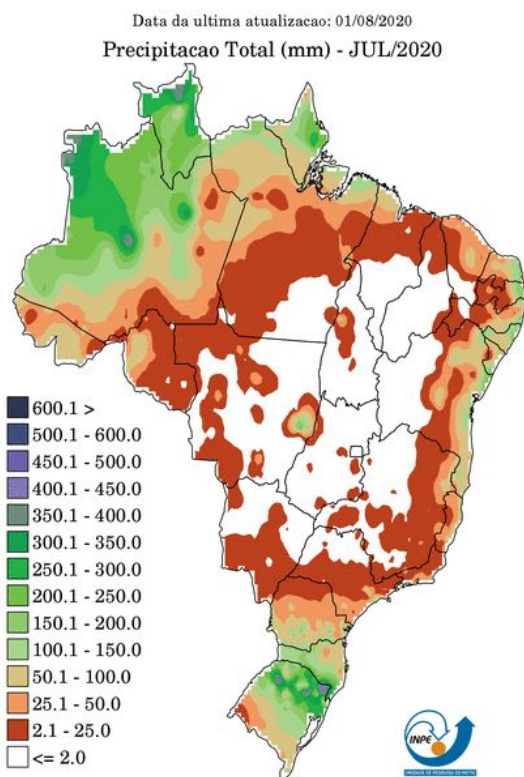 Data da ultima atualizacao: 01/08/2020
Precipitacao Total (mm) - JUL/2020
600.1 >
500.1 - 600.0
450.1 - 500.0
400.1 - 450.0
350.1 - 400.0
300.1 - 350.0
250.1 - 300.0
200.1 - 250.0
150.1 - 200.0
100.1 - 150.0
50.1 - 100.0
25.1 - 50.0
2.1 - 25.0
<= 2.0
INPE